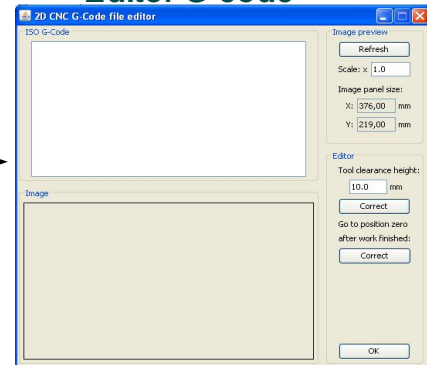 Editor G-code
2D CNC G-Code file editor
ISO G-Code
Image preview
Refresh
Scale: x 1.0
Image panel size:
X: 376,00 mm
Y: 219,00 mm
Editor
Tool clearance height:
10.0 mm
Correct
Go to position zero
after work finished:
Correct
OK
Image